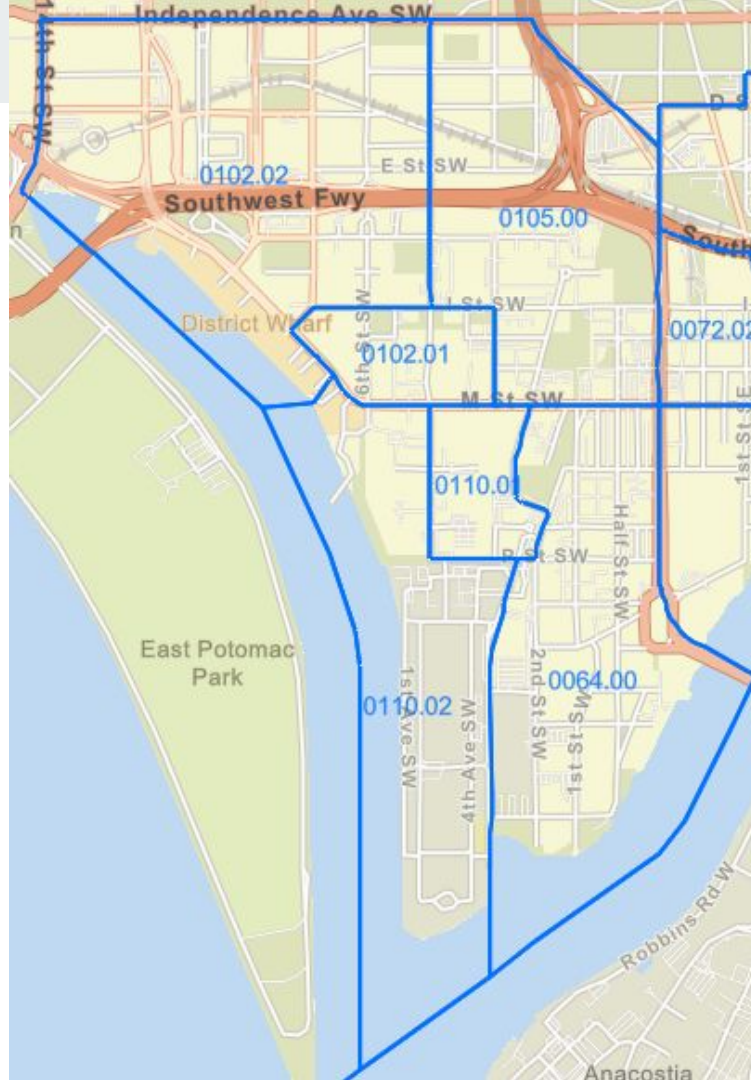 Independence Ave SW
14th St SW
D S
E St SW
0102.02
Southwest Fwy
0105.00
South
n
I St SW
I
District Wharf
6th St SW
0102.01
0072.02
M St SW
1st St SE
0110.01
Half St SW
P St SW
East Potomac
Park
1st Ave SW
0110.02
4th Ave SW
2nd St SW
0064.00
1st St SW
Robbins Rd W
Anacostia